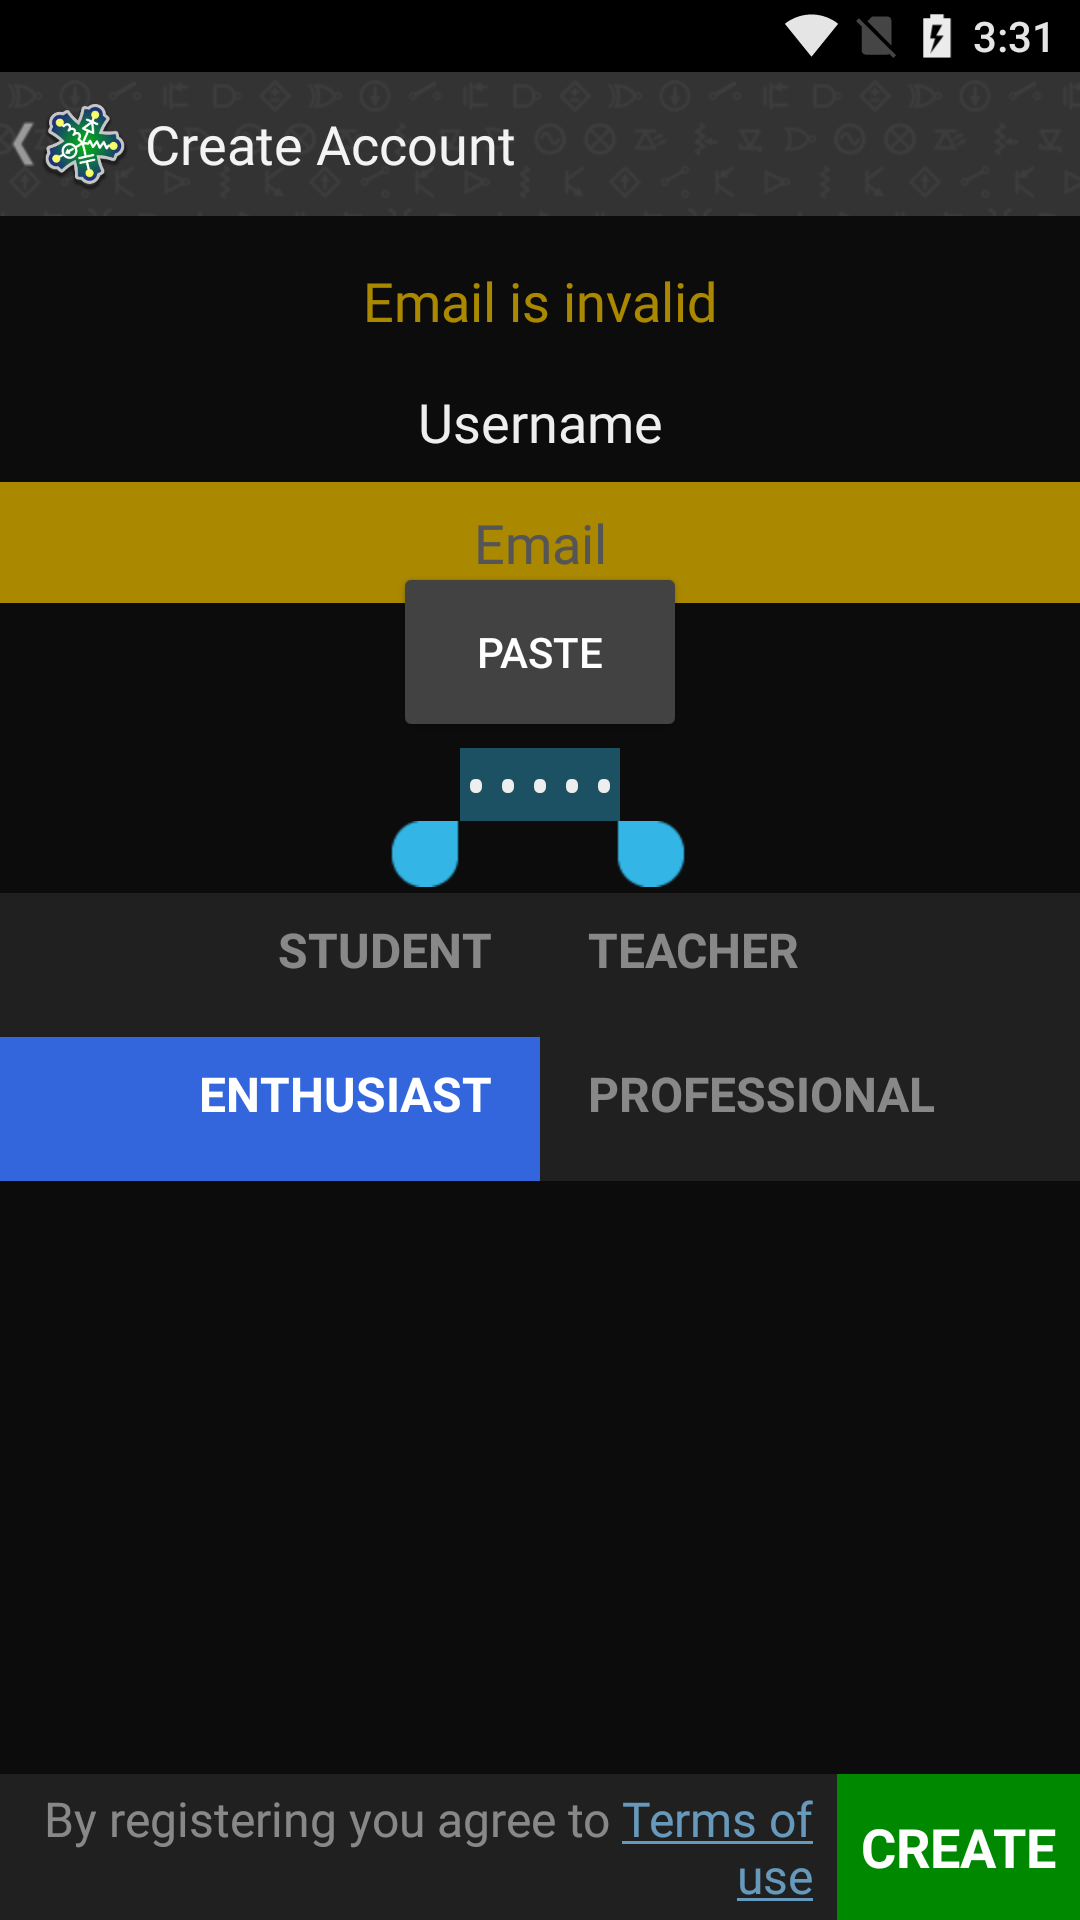 3:31
Create Account
Email is invalid
Username
Email
PASTE
•••••
STUDENT
TEACHER
ENTHUSIAST
PROFESSIONAL
By registering you agree to Terms of
use
CREATE